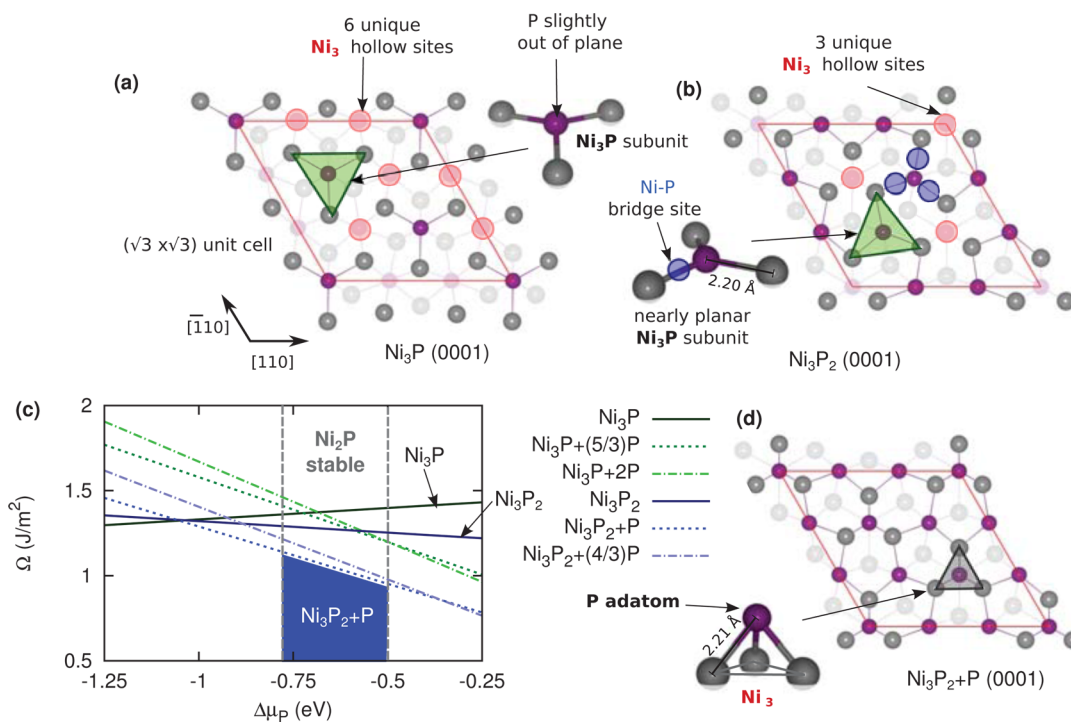 6 unique
Ni₃ hollow sites
P slightly
out of plane
3 unique
Ni₃ hollow sites
(a)
(b)
Ni₃P subunit
Ni-P
bridge site
(√3 x√3) unit cell
2.20 Å
nearly planar
Ni₃P subunit
[1̅10]
[110]
Ni₃P (0001)
Ni₃P₂ (0001)
(c)
2
1.5
1
0.5
Ω (J/m²)
Ni₂P
stable
Ni₃P
Ni₃P₂
Ni₃P₂+P
-1.25
-1
-0.75
-0.5
-0.25
Δμ_P (eV)
Ni₃P
Ni₃P+(5/3)P
Ni₃P+2P
Ni₃P₂
Ni₃P₂+P
Ni₃P₂+(4/3)P
(d)
P adatom
2.21 Å
Ni₃
Ni₃P₂+P (0001)